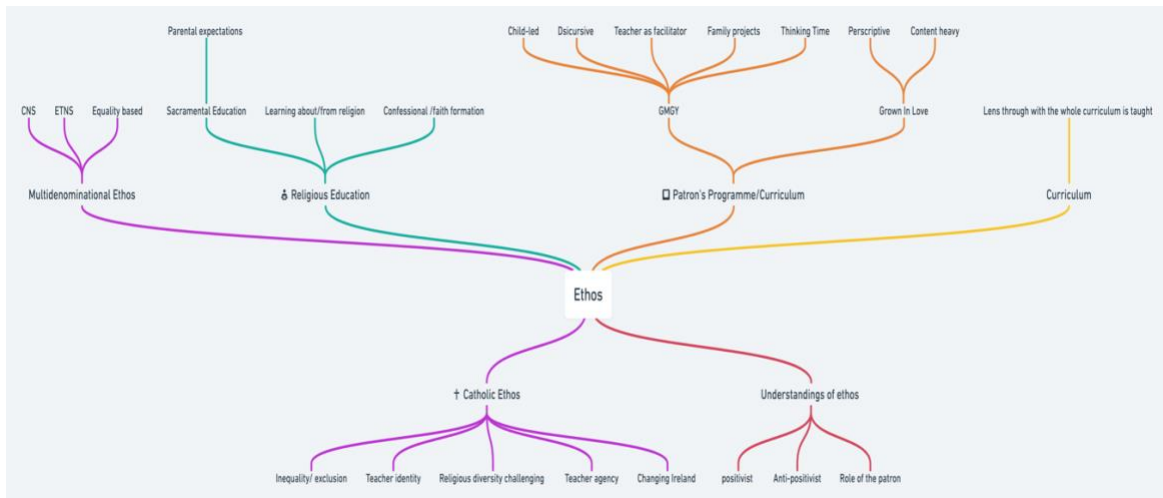 Parental expectations
Child-led
Dsicursive
Teacher as facilitator
Family projects
Thinking Time
Perscriptive
Content heavy
CNS
ETNS
Equality based
Sacramental Education
Learning about/from religion
Confessional /faith formation
GMGY
Grown In Love
Lens through with the whole curriculum is taught
Multidenominational Ethos
Religious Education
Patron's Programme/Curriculum
Curriculum
Ethos
Catholic Ethos
Understandings of ethos
Inequality/ exclusion
Teacher identity
Religious diversity challenging
Teacher agency
Changing Ireland
positivist
Anti-positivist
Role of the patron